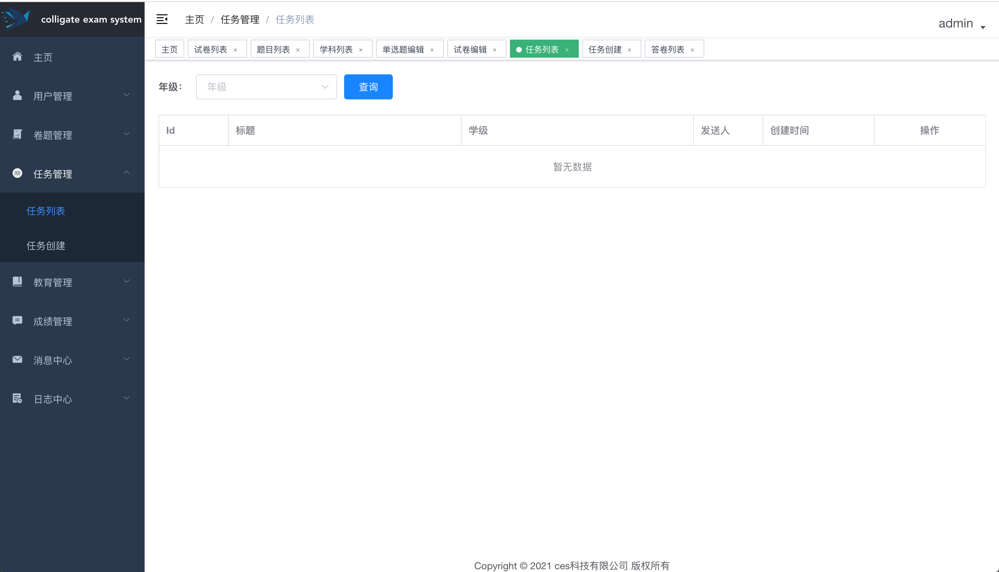 colligate exam system
主页 / 任务管理 / 任务列表
admin
主页 试卷列表 × 题目列表 × 学科列表 × 单选题编辑 × 试卷编辑 × 任务列表 × 任务创建 × 答卷列表 ×
主页
用户管理
卷题管理
任务管理
任务列表
任务创建
教育管理
成绩管理
消息中心
日志中心
年级： 年级 查询
Id 标题 学级 发送人 创建时间 操作
暂无数据
Copyright © 2021 ces科技有限公司 版权所有